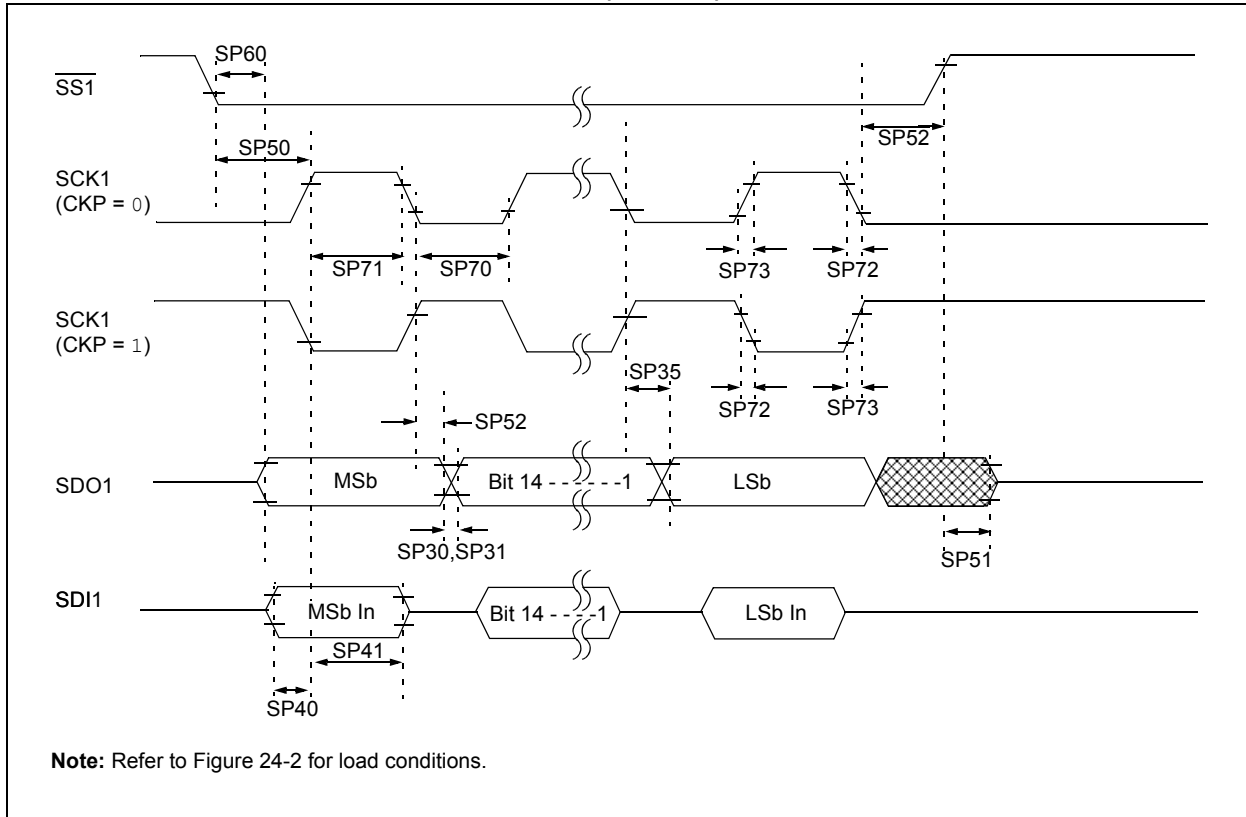 SP60
SS1
SP50
SP52
SCK1
(CKP = 0)
SP71
SP70
SP73
SP72
SCK1
(CKP = 1)
SP35
SP72
SP73
SP52
SDO1
MSb
Bit 14 - - - - - -1
LSb
SP30,SP31
SP51
SDI1
MSb In
Bit 14 - - - -1
LSb In
SP41
SP40
Note: Refer to Figure 24-2 for load conditions.